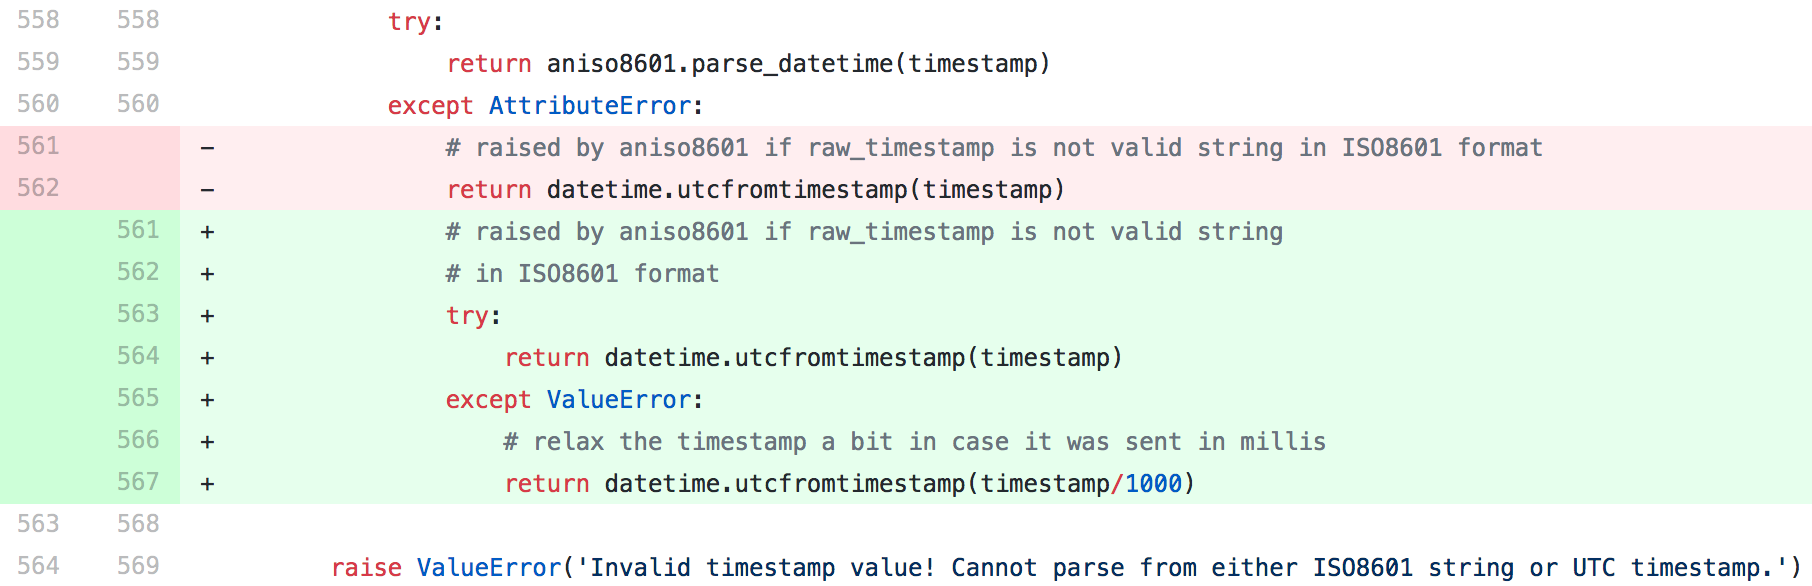 558 558 try:
559 559 return aniso8601.parse_datetime(timestamp)
560 560 except AttributeError:
561 - # raised by aniso8601 if raw_timestamp is not valid string in ISO8601 format
562 - return datetime.utcfromtimestamp(timestamp)
561 + # raised by aniso8601 if raw_timestamp is not valid string
562 + # in ISO8601 format
563 + try:
564 + return datetime.utcfromtimestamp(timestamp)
565 + except ValueError:
566 + # relax the timestamp a bit in case it was sent in millis
567 + return datetime.utcfromtimestamp(timestamp/1000)
563 568
564 569 raise ValueError('Invalid timestamp value! Cannot parse from either ISO8601 string or UTC timestamp.')